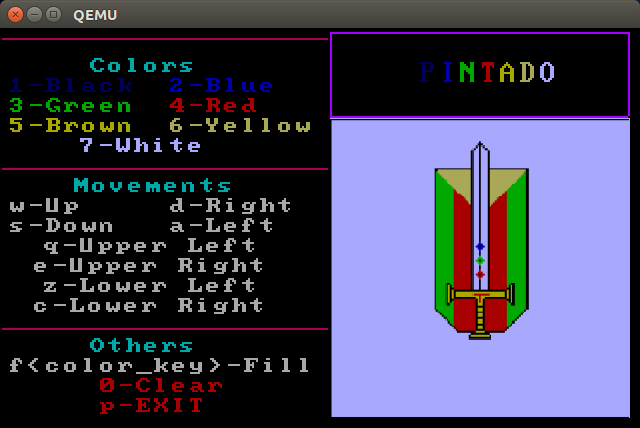 QEMU
Colors
1-Black 2-Blue
3-Green 4-Red
5-Brown 6-Yellow
7-White
Movements
w-Up d-Right
s-Down a-Left
q-Upper Left
e-Upper Right
z-Lower Left
c-Lower Right
Others
f<color_key>-Fill
0-Clear
p-EXIT
PINTADO